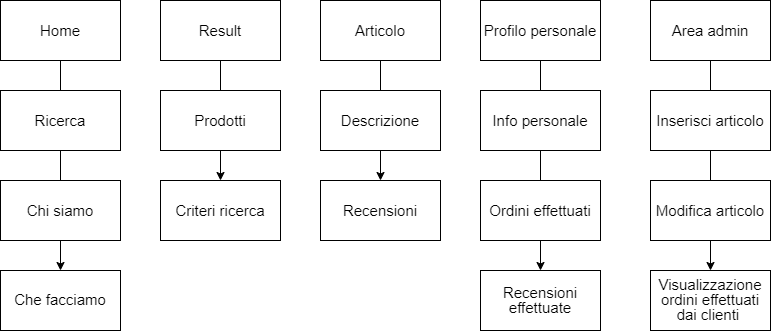 Home
Result
Articolo
Profilo personale
Area admin
Ricerca
Prodotti
Descrizione
Info personale
Inserisci articolo
Chi siamo
Criteri ricerca
Recensioni
Ordini effettuati
Modifica articolo
Che facciamo
Recensioni
effettuate
Visualizzazione
ordini effettuati
dai clienti